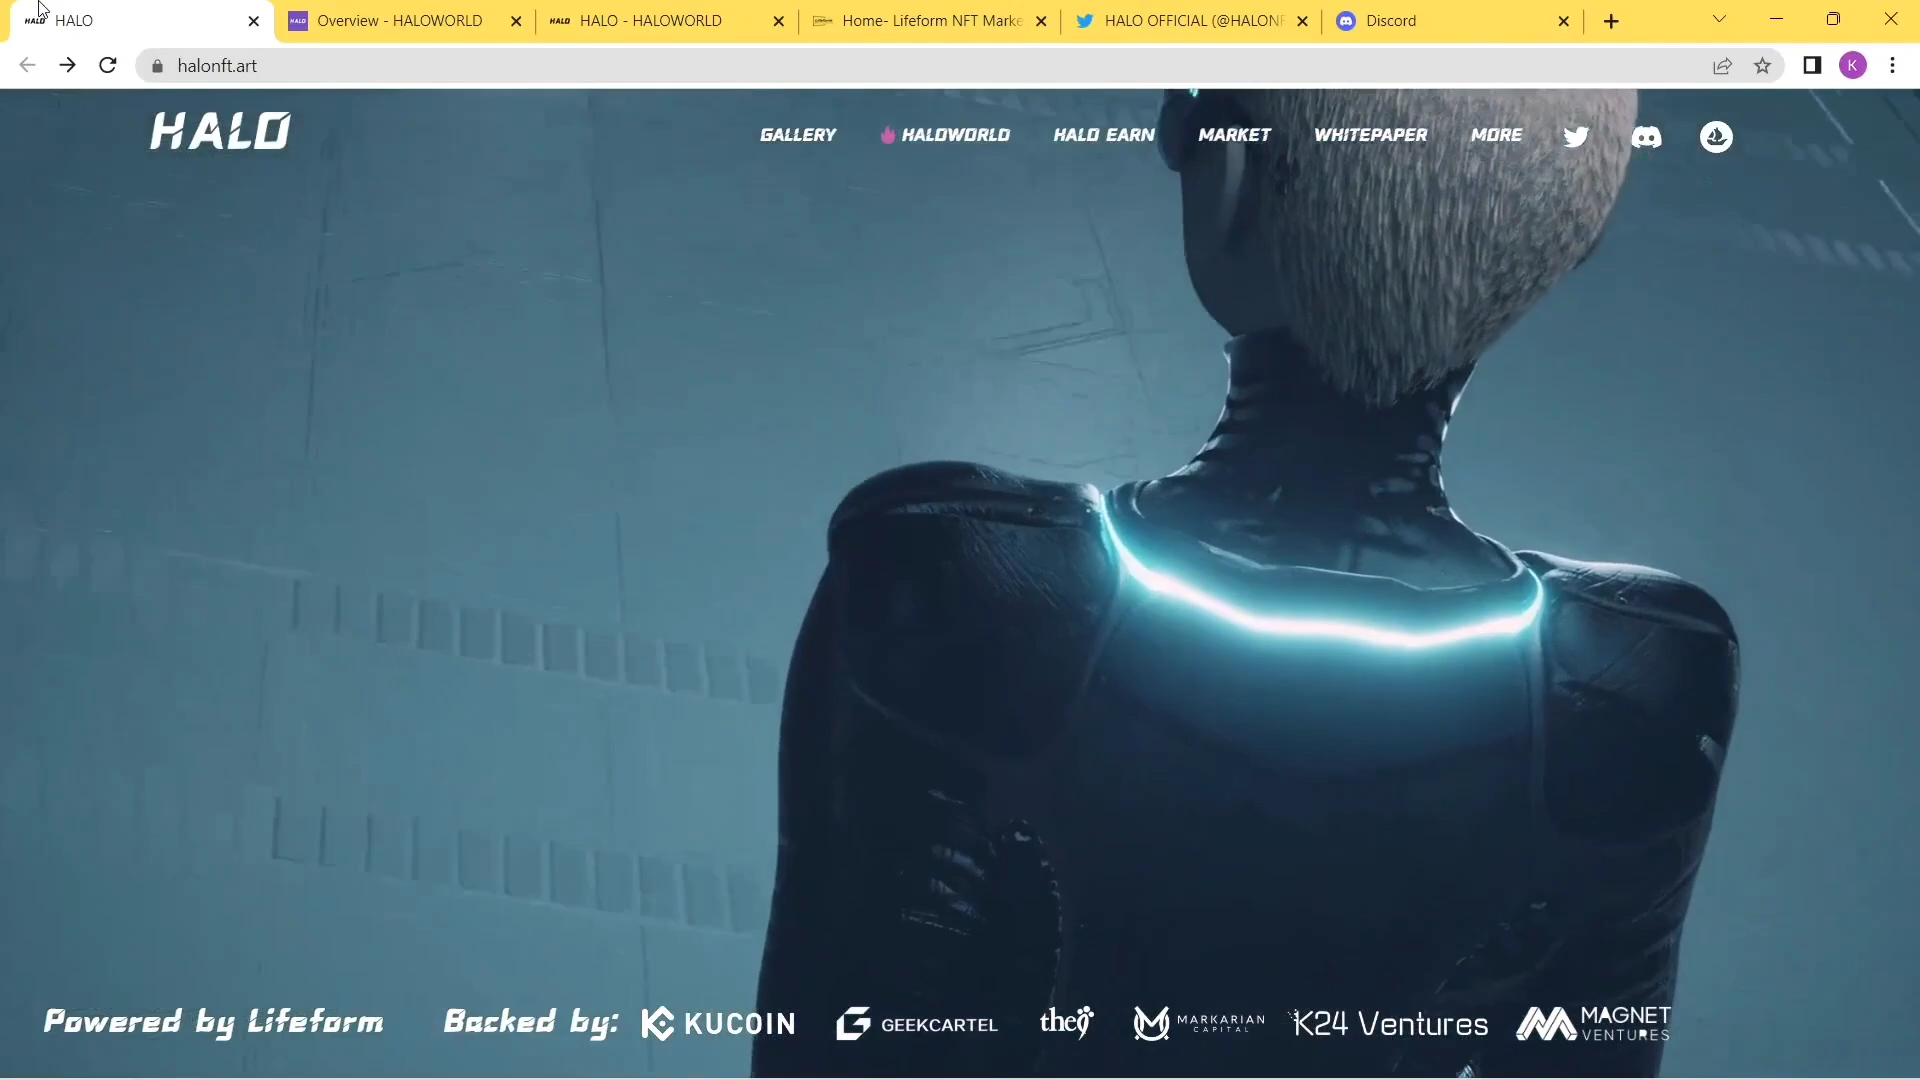 HALO
Overview - HALOWORLD
HALO - HALOWORLD
Home- Lifeform NFT Marke
HALO OFFICIAL (@HALONF
Discord
halonft.art
K
HALO
GALLERY
HALOWORLD
HALO EARN
MARKET
WHITEPAPER
MORE
Powered by Lifeform
Backed by:
KUCOIN
GEEKCARTEL
the9
MARKARIAN
CAPITAL
K24 Ventures
MAGNET
VENTURES